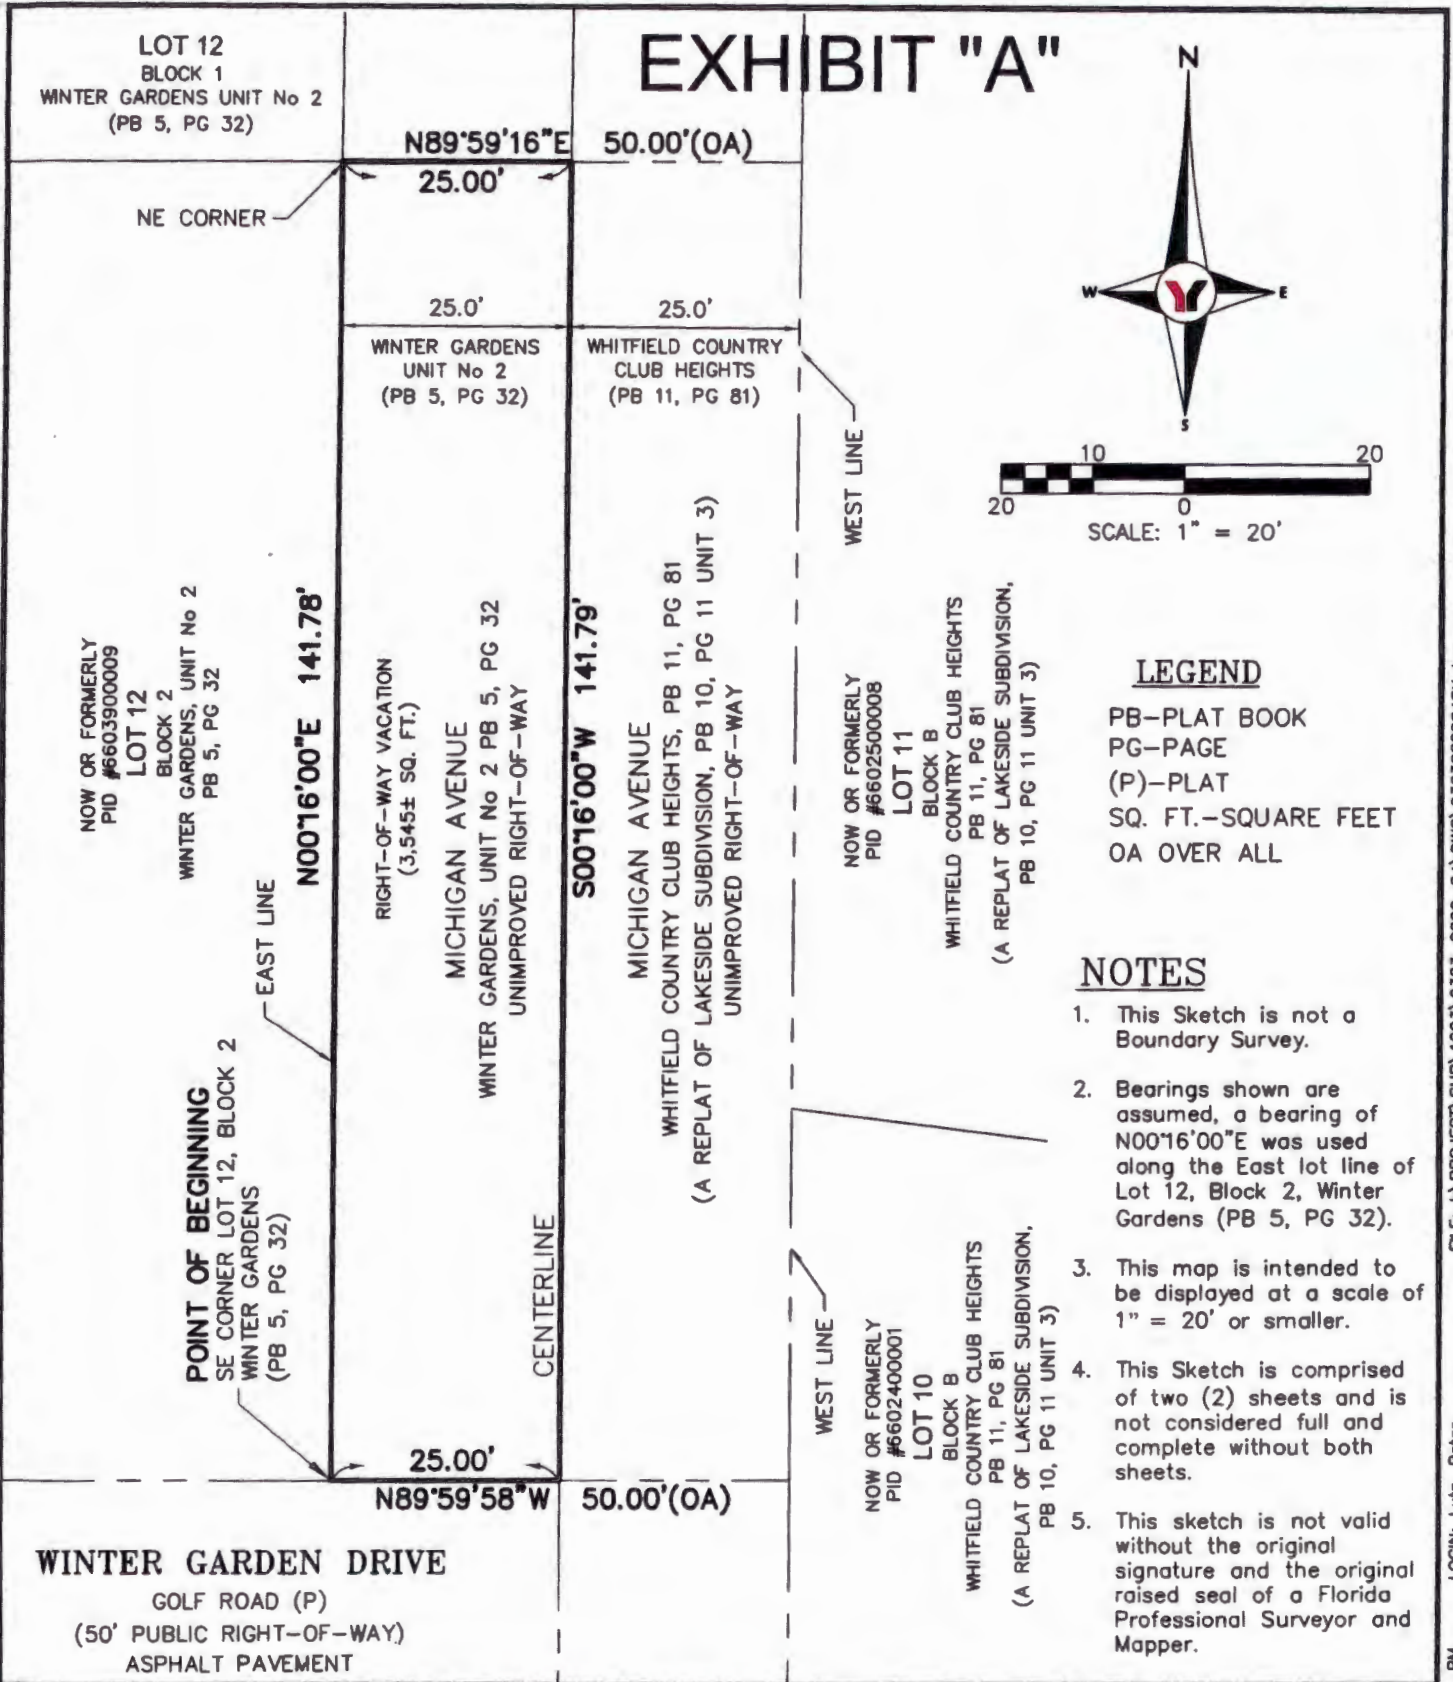 EXHIBIT "A"
LOT 12
BLOCK 1
WINTER GARDENS UNIT No 2
(PB 5, PG 32)
N89°59'16"E 50.00'(OA)
25.00'
NE CORNER
25.0'
WINTER GARDENS
UNIT No 2
(PB 5, PG 32)
25.0'
WHITFIELD COUNTRY
CLUB HEIGHTS
(PB 11, PG 81)
WEST LINE
N
W
E
S
10
20
20
0
SCALE: 1" = 20'
NOW OR FORMERLY
PID #6603900009
LOT 12
BLOCK 2
WINTER GARDENS, UNIT No 2
PB 5, PG 32
N00°16'00"E 141.78'
EAST LINE
RIGHT-OF-WAY VACATION
(3,545± SQ. FT.)
MICHIGAN AVENUE
WINTER GARDENS, UNIT No 2 PB 5, PG 32
UNIMPROVED RIGHT-OF-WAY
S00°16'00"W 141.79'
MICHIGAN AVENUE
WHITFIELD COUNTRY CLUB HEIGHTS, PB 11, PG 81
(A REPLAT OF LAKESIDE SUBDIVISION, PB 10, PG 11 UNIT 3)
UNIMPROVED RIGHT-OF-WAY
NOW OR FORMERLY
PID #6602500008
LOT 11
BLOCK B
WHITFIELD COUNTRY CLUB HEIGHTS
PB 11, PG 81
(A REPLAT OF LAKESIDE SUBDIVISION,
PB 10, PG 11 UNIT 3)
LEGEND
PB-PLAT BOOK
PG-PAGE
(P)-PLAT
SQ. FT.-SQUARE FEET
OA OVER ALL
NOTES
1. This Sketch is not a
Boundary Survey.
2. Bearings shown are
assumed, a bearing of
N00°16'00"E was used
along the East lot line of
Lot 12, Block 2, Winter
Gardens (PB 5, PG 32).
3. This map is intended to
be displayed at a scale of
1" = 20' or smaller.
4. This Sketch is comprised
of two (2) sheets and is
not considered full and
complete without both
sheets.
5. This sketch is not valid
without the original
signature and the original
raised seal of a Florida
Professional Surveyor and
Mapper.
POINT OF BEGINNING
SE CORNER LOT 12, BLOCK 2
WINTER GARDENS
(PB 5, PG 32)
CENTERLINE
WEST LINE
NOW OR FORMERLY
PID #6602400001
LOT 10
BLOCK B
WHITFIELD COUNTRY CLUB HEIGHTS
PB 11, PG 81
(A REPLAT OF LAKESIDE SUBDIVISION,
PB 10, PG 11 UNIT 3)
25.00'
N89°59'58"W 50.00'(OA)
WINTER GARDEN DRIVE
GOLF ROAD (P)
(50' PUBLIC RIGHT-OF-WAY)
ASPHALT PAVEMENT